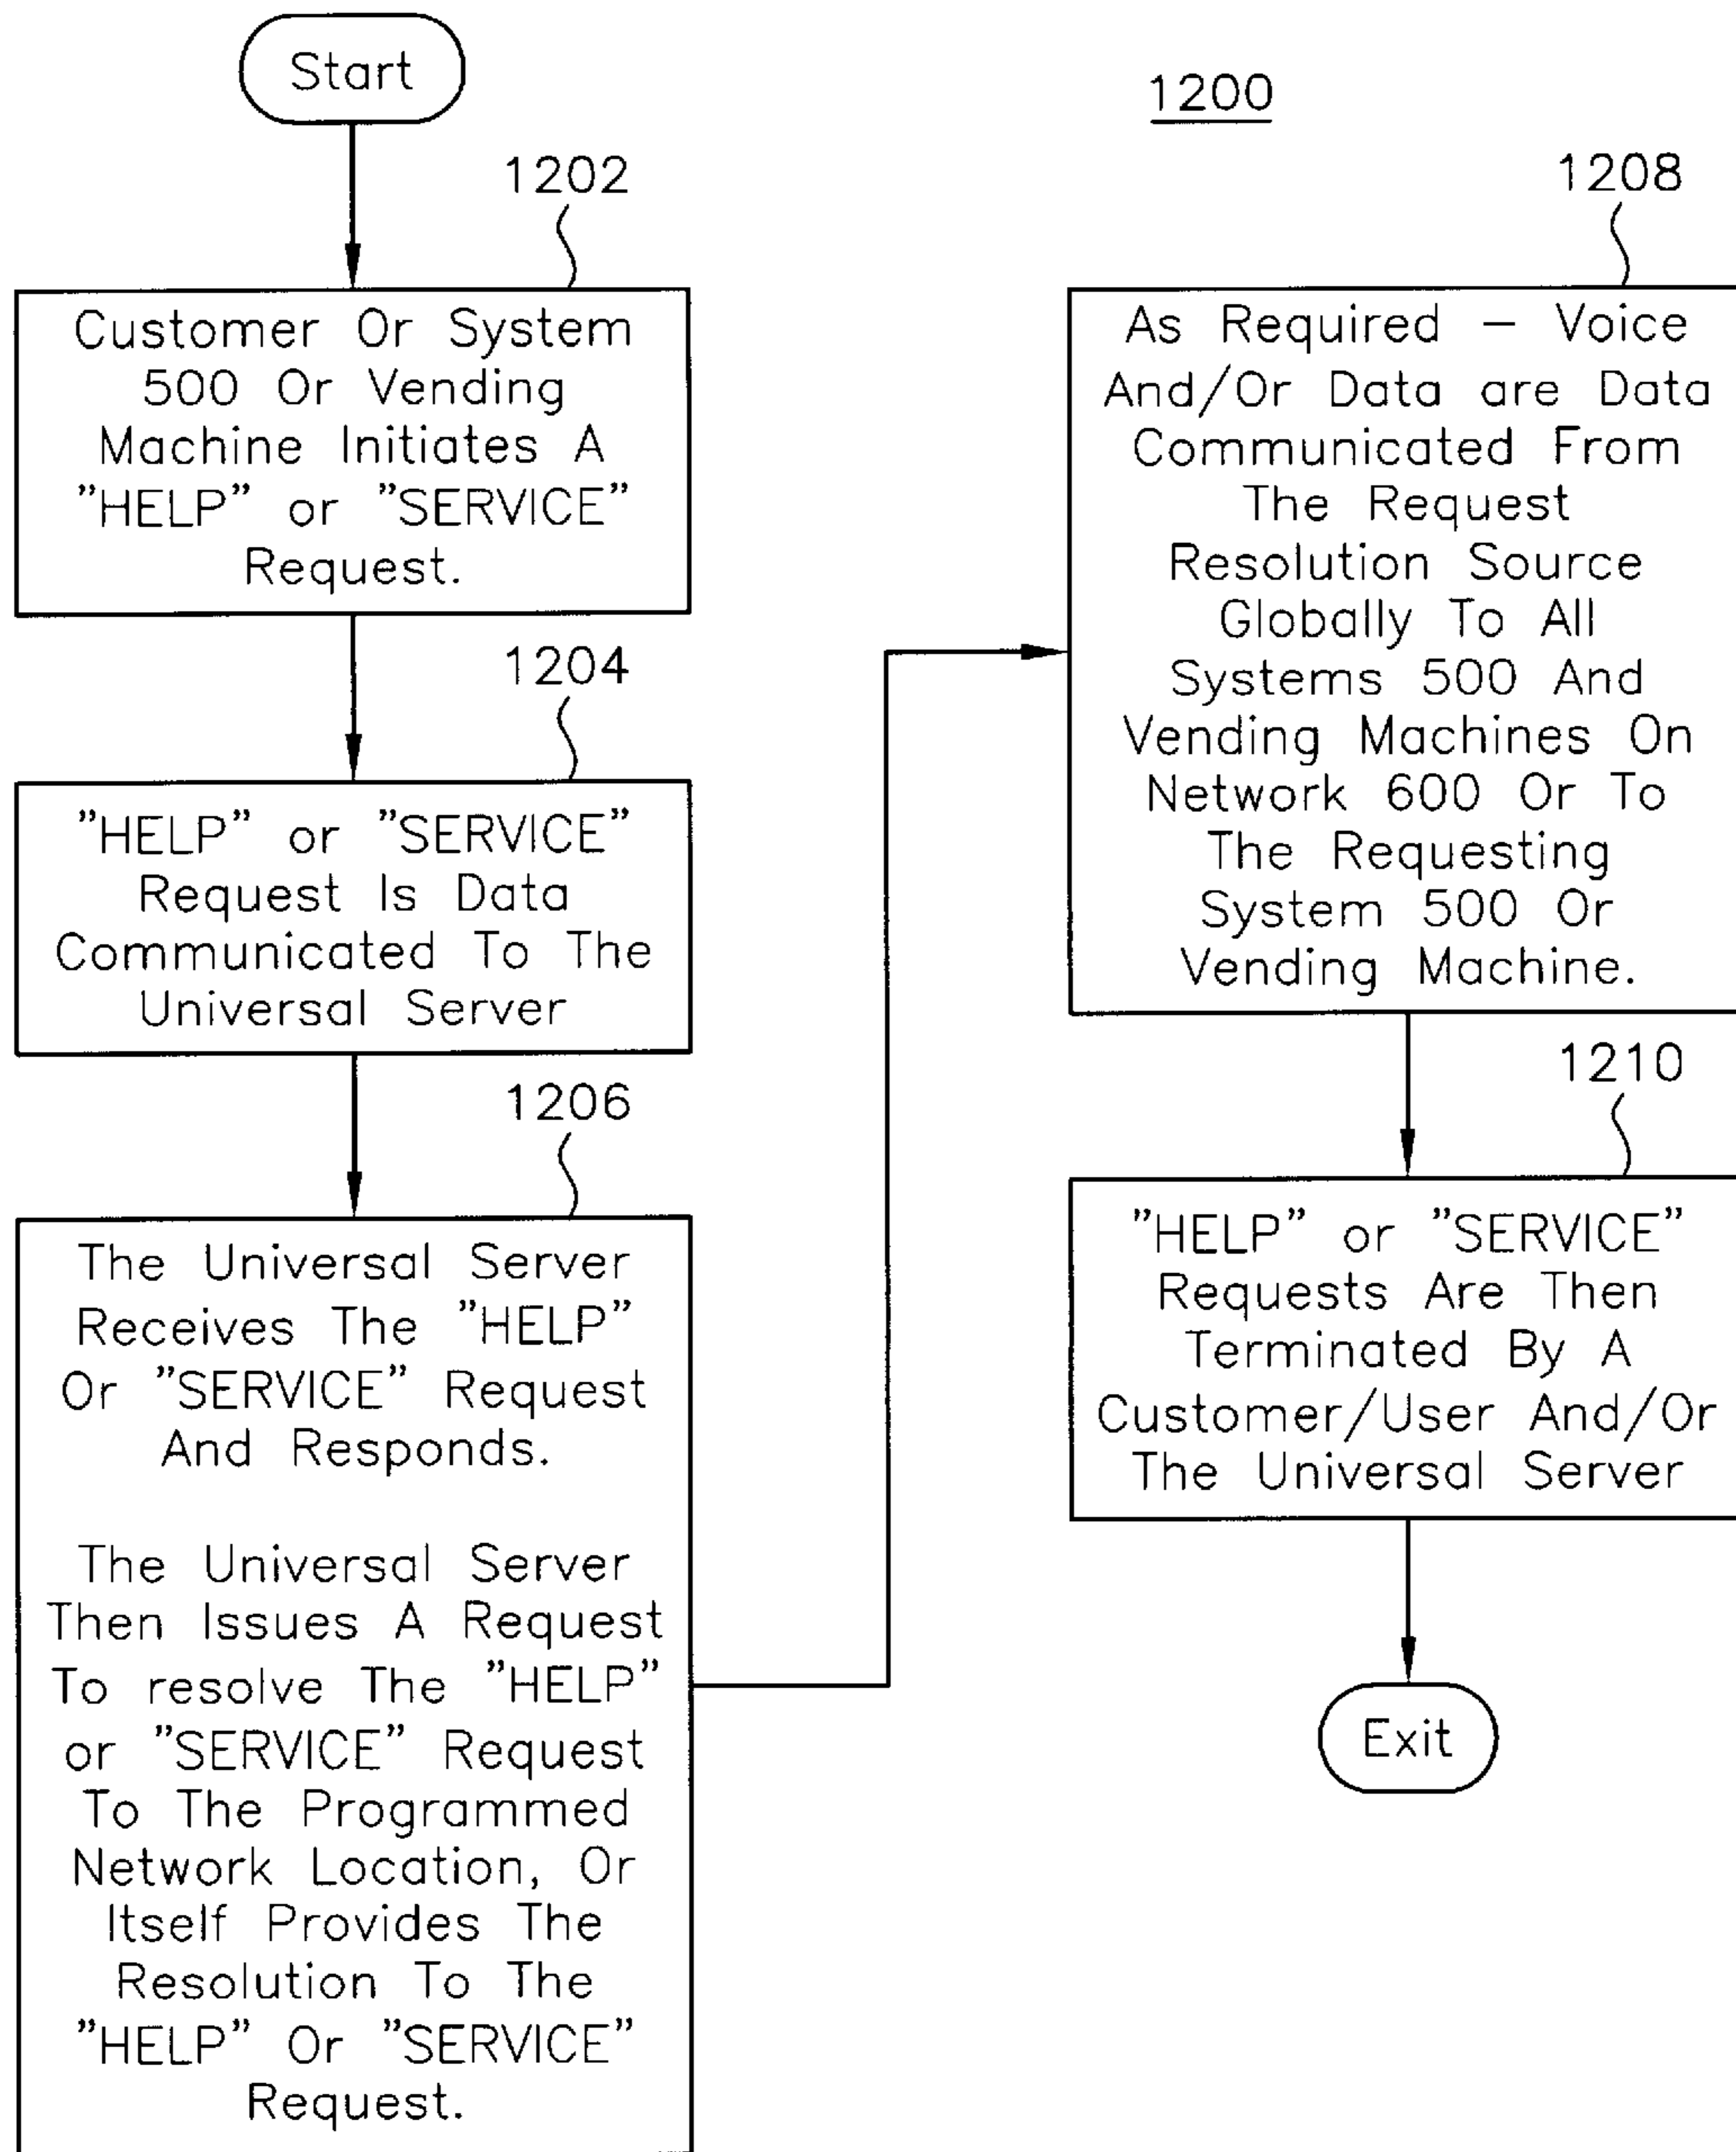 Start
1200
1202
Customer Or System
500 Or Vending
Machine Initiates A
"HELP" or "SERVICE"
Request.
1204
"HELP" or "SERVICE"
Request Is Data
Communicated To The
Universal Server
1206
The Universal Server
Receives The "HELP"
Or "SERVICE" Request
And Responds.
The Universal Server
Then Issues A Request
To resolve The "HELP"
or "SERVICE" Request
To The Programmed
Network Location, Or
Itself Provides The
Resolution To The
"HELP" Or "SERVICE"
Request.
1208
As Required – Voice
And/Or Data are Data
Communicated From
The Request
Resolution Source
Globally To All
Systems 500 And
Vending Machines On
Network 600 Or To
The Requesting
System 500 Or
Vending Machine.
1210
"HELP" or "SERVICE"
Requests Are Then
Terminated By A
Customer/User And/Or
The Universal Server
Exit